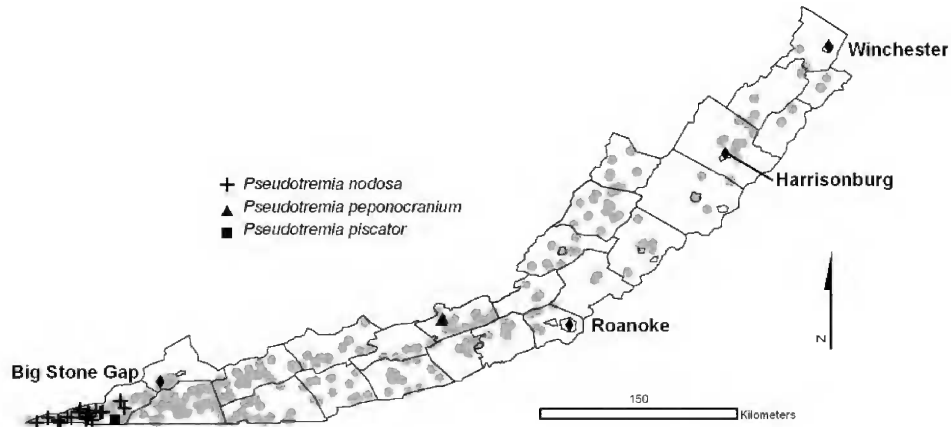 Winchester
Harrisonburg
Pseudotremia nodosa
Pseudotremia peponocranium
Pseudotremia piscator
Roanoke
N
Big Stone Gap
150
Kilometers